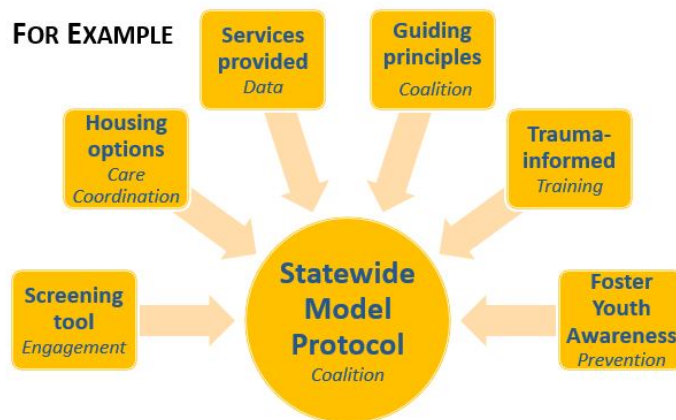 FOR EXAMPLE
Services
provided
Data
Guiding
principles
Coalition
Housing
options
Care
Coordination
Trauma-
informed
Training
Screening
tool
Engagement
Statewide
Model
Protocol
Coalition
Foster
Youth
Awareness
Prevention